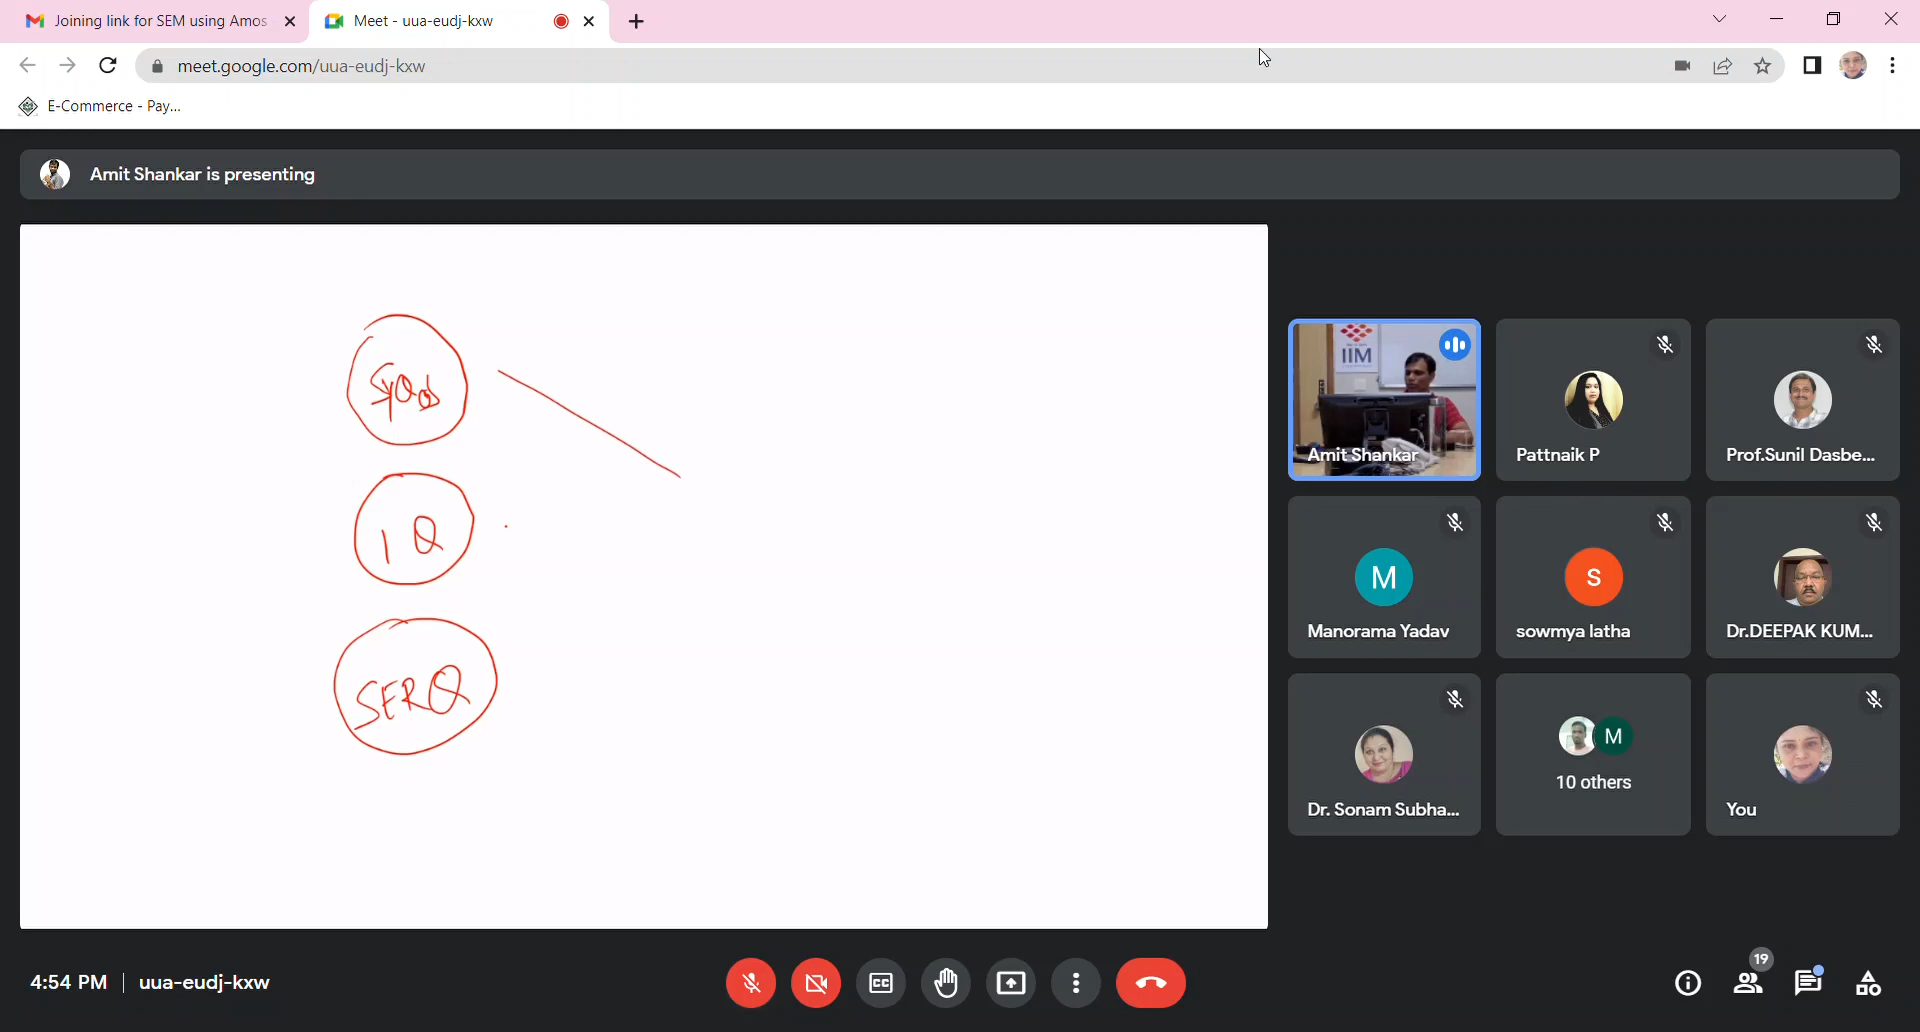 Joining link for SEM using Amos
Meet - uua-eudj-kxw
meet.google.com/uua-eudj-kxw
E-Commerce - Pay...
Amit Shankar is presenting
IQ
SERQ
IIM
Amit Shankar
Pattnaik P
Prof.Sunil Dasbe...
M
Manorama Yadav
S
sowmya latha
Dr.DEEPAK KUM...
Dr. Sonam Subha...
M
10 others
You
4:54 PM | uua-eudj-kxw
CC
19